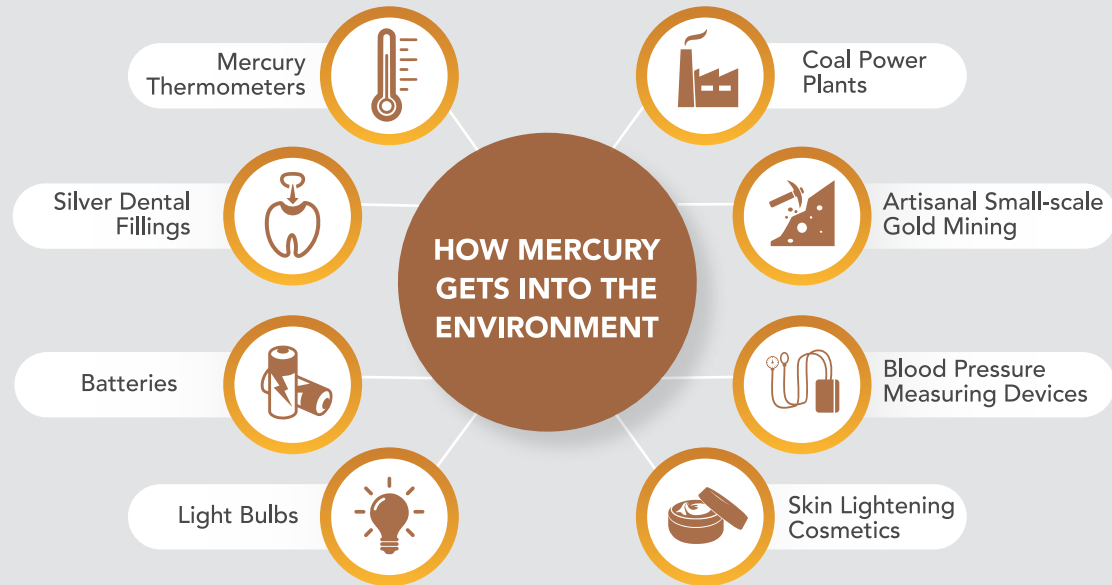 Mercury
Thermometers
Coal Power
Plants
Silver Dental
Fillings
Artisanal Small-scale
Gold Mining
HOW MERCURY
GETS INTO THE
ENVIRONMENT
Batteries
Blood Pressure
Measuring Devices
Light Bulbs
Skin Lightening
Cosmetics